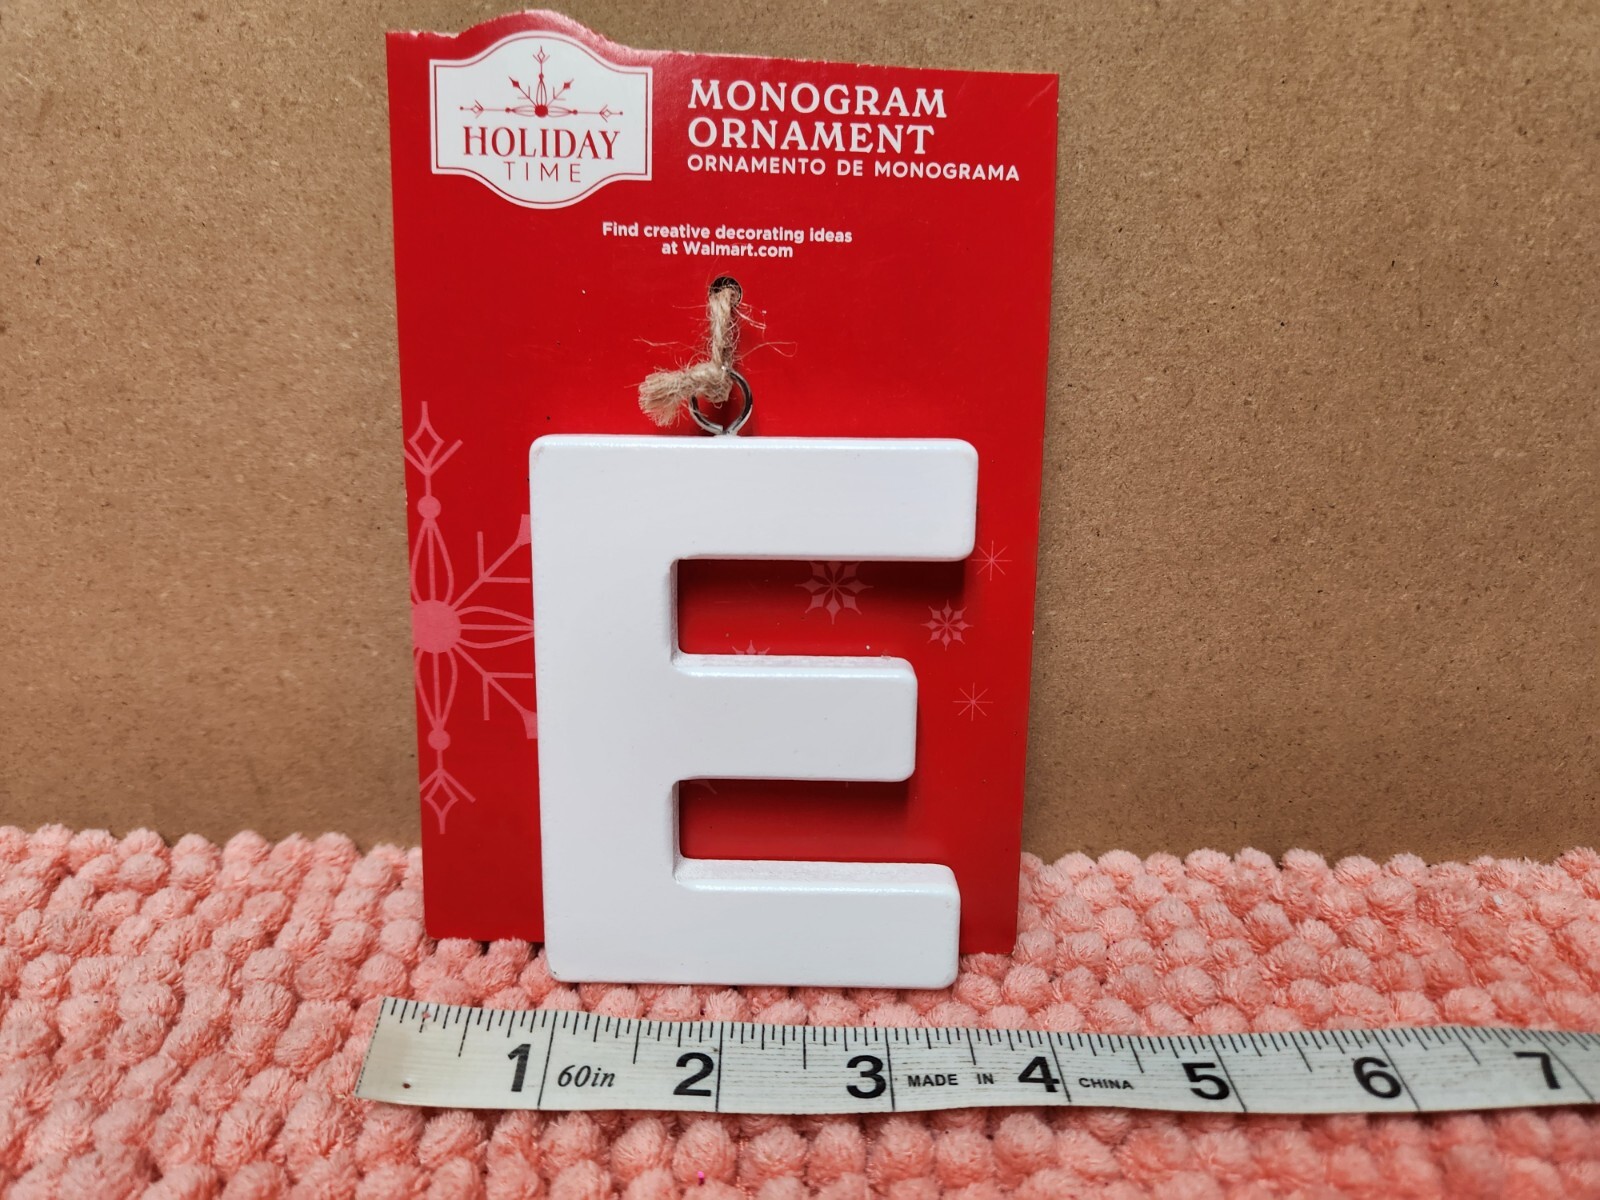 HOLIDAY
TIME
MONOGRAM
ORNAMENT
ORNAMENTO DE MONOGRAMA
Find creative decorating ideas
at Walmart.com
E
1 60in 2 3 MADE IN 4 CHINA 5 6 7